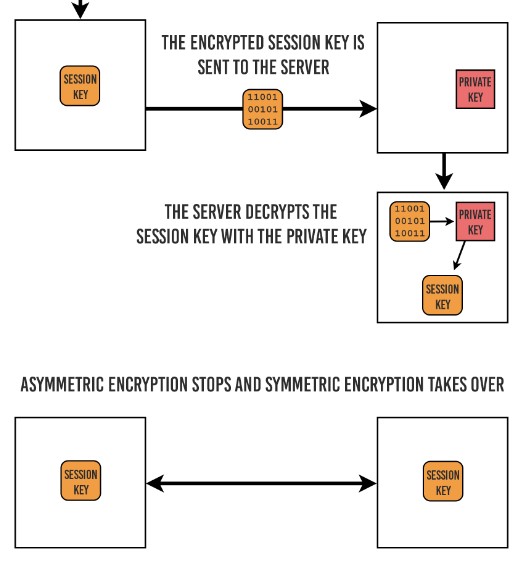 THE ENCRYPTED SESSION KEY IS
SENT TO THE SERVER
SESSION
KEY
11001
00101
10011
PRIVATE
KEY
THE SERVER DECRYPTS THE
SESSION KEY WITH THE PRIVATE KEY
11001
00101
10011
PRIVATE
KEY
SESSION
KEY
ASYMMETRIC ENCRYPTION STOPS AND SYMMETRIC ENCRYPTION TAKES OVER
SESSION
KEY
SESSION
KEY